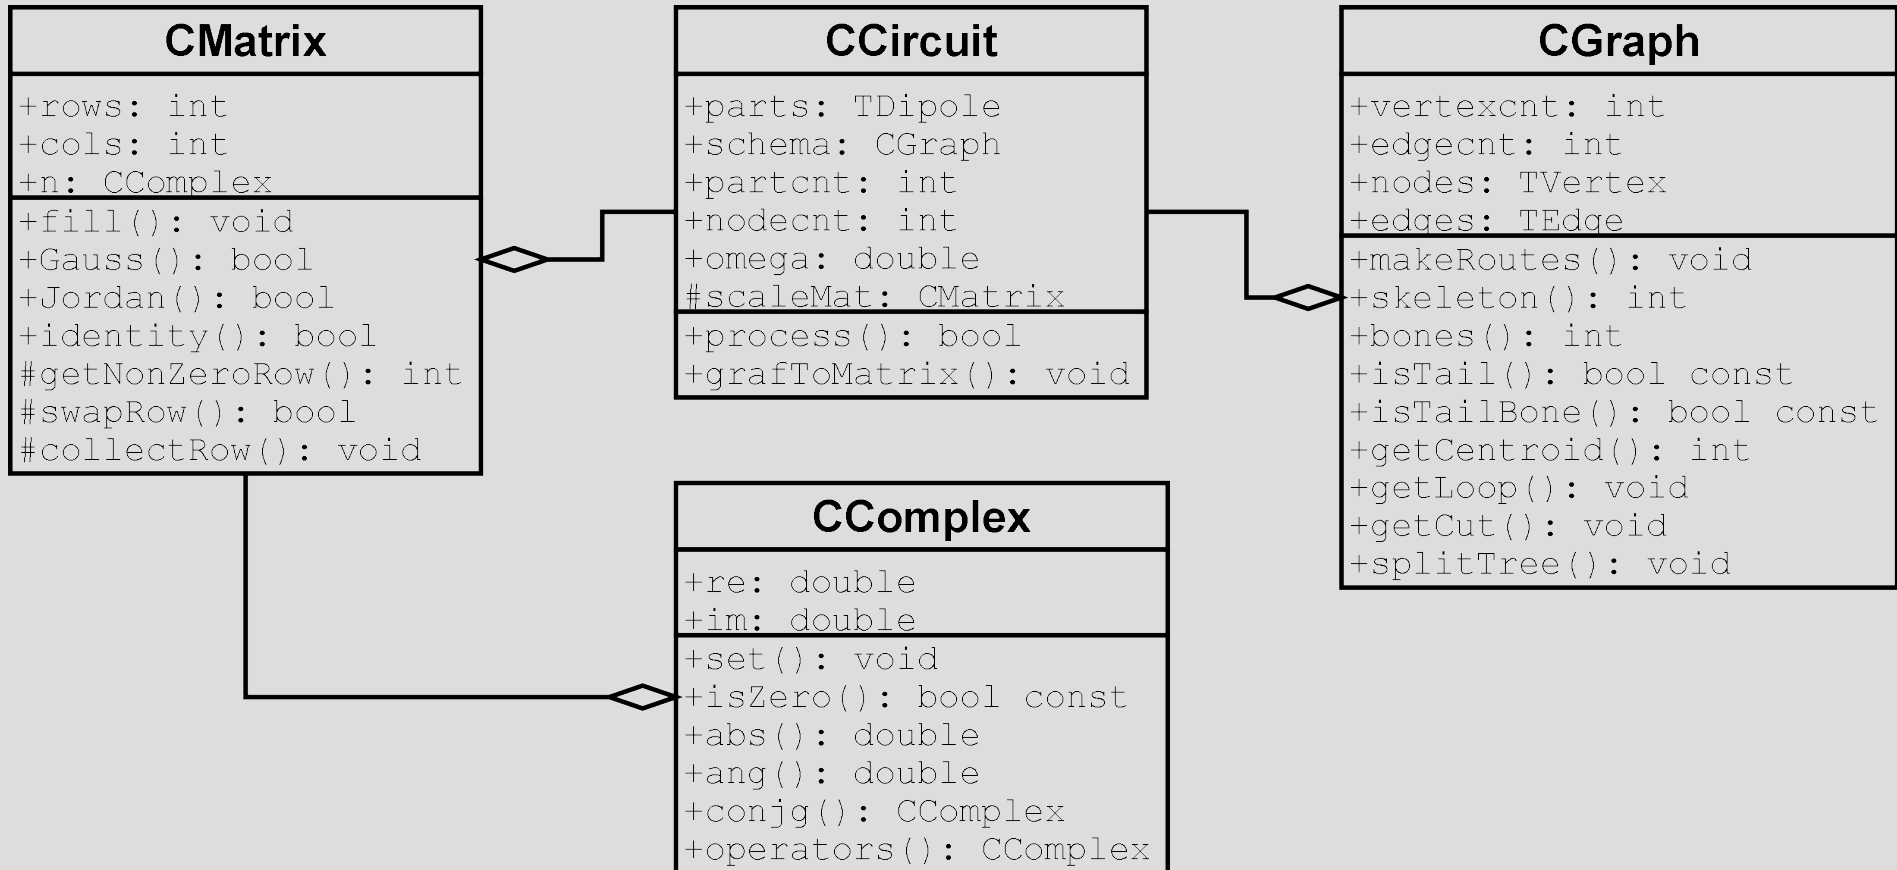 CMatrix
+rows: int
+cols: int
+n: CComplex
+fill(): void
+Gauss(): bool
+Jordan(): bool
+identity(): bool
#getNonZeroRow(): int
#swapRow(): bool
#collectRow(): void
CCircuit
+parts: TDipole
+schema: CGraph
+partcnt: int
+nodecnt: int
+omega: double
#scaleMat: CMatrix
+process(): bool
+grafToMatrix(): void
CGraph
+vertexcnt: int
+edgecnt: int
+nodes: TVertex
+edges: TEdge
+makeRoutes(): void
+skeleton(): int
+bones(): int
+isTail(): bool const
+isTailBone(): bool const
+getCentroid(): int
+getLoop(): void
+getCut(): void
+splitTree(): void
CComplex
+re: double
+im: double
+set(): void
+isZero(): bool const
+abs(): double
+ang(): double
+conjg(): CComplex
+operators(): CComplex